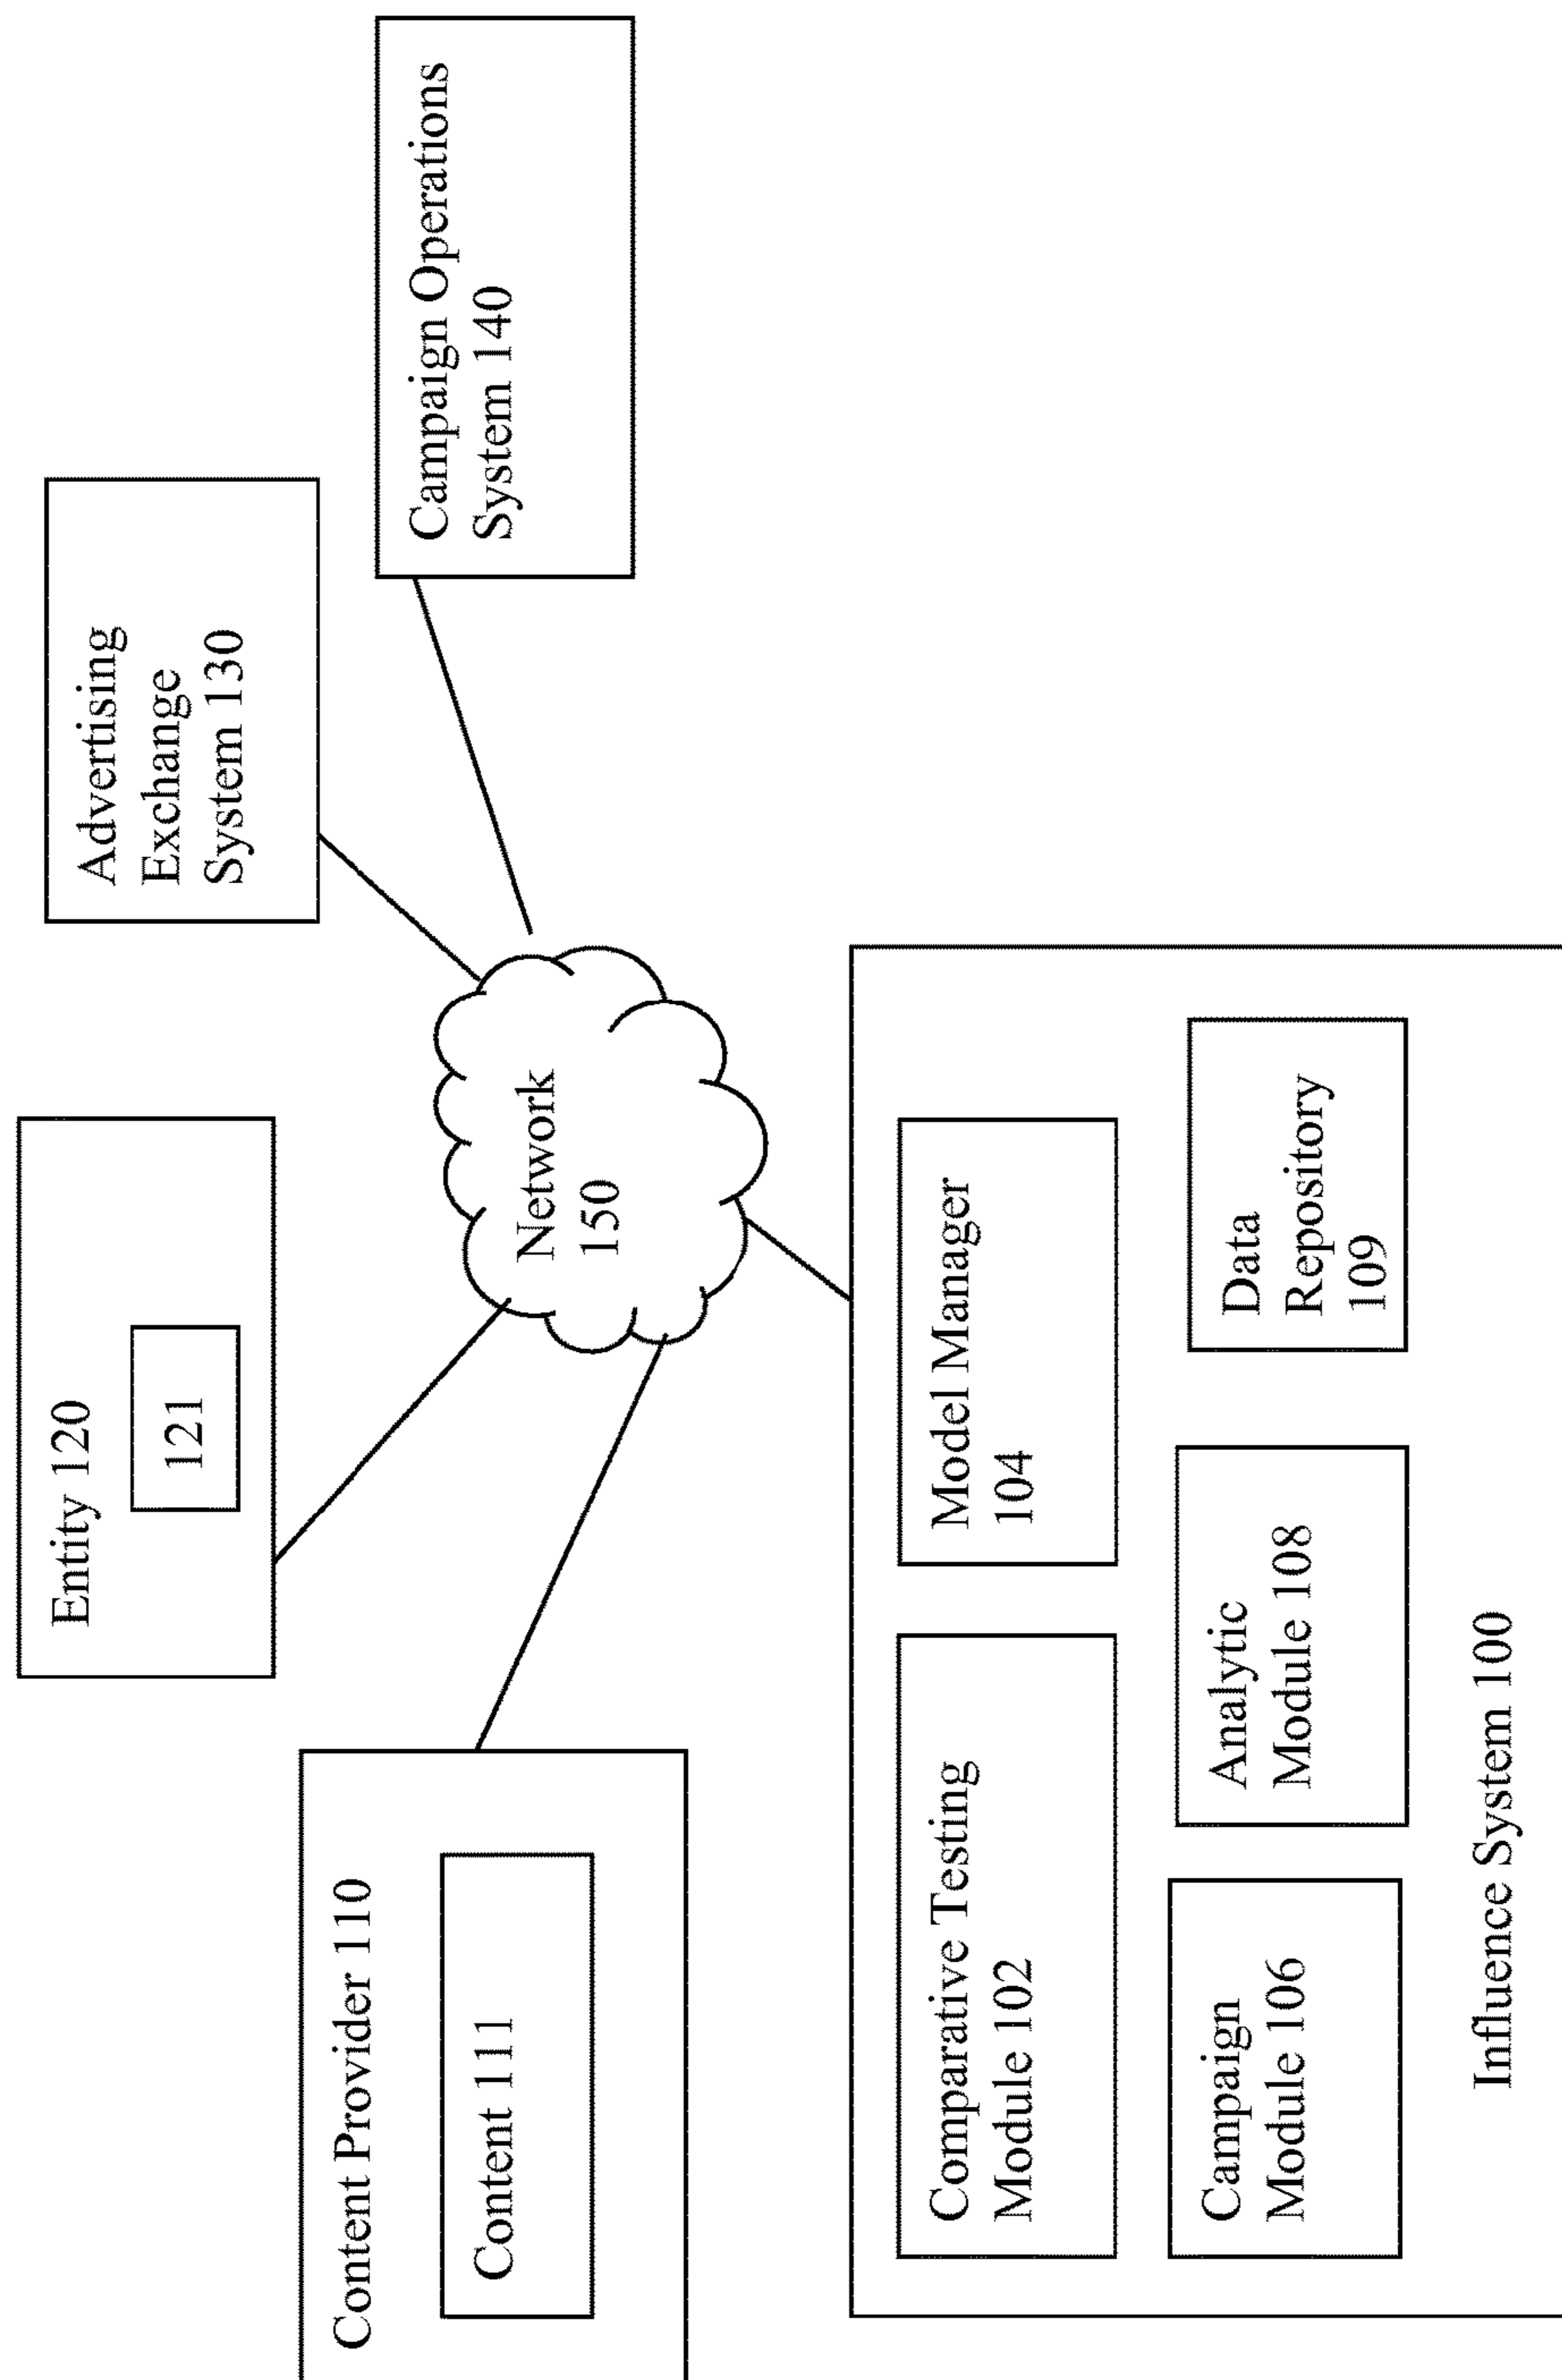 Content Provider 110
Content 111
Entity 120
121
Advertising
Exchange
System 130
Campaign Operations
System 140
Network
150
Comparative Testing
Module 102
Model Manager
104
Campaign
Module 106
Analytic
Module 108
Data
Repository
109
Influence System 100